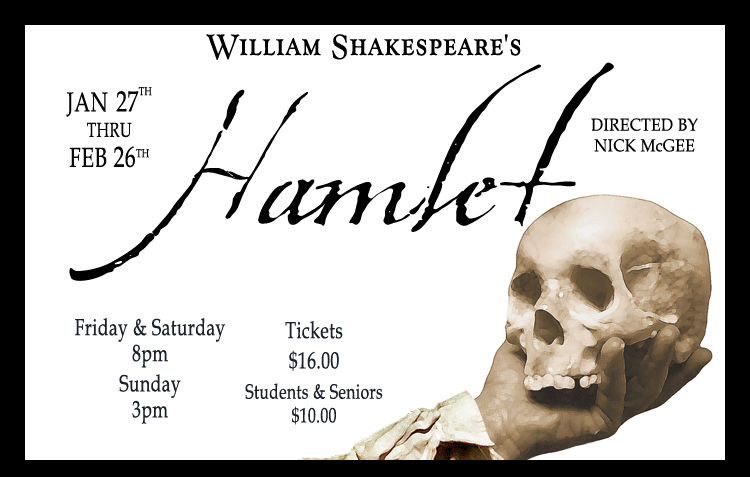 WILLIAM SHAKESPEARE'S
Hamlet
JAN 27TH
THRU
FEB 26TH
DIRECTED BY
NICK McGEE
Friday & Saturday
8pm
Sunday
3pm
Tickets
$16.00
Students & Seniors
$10.00